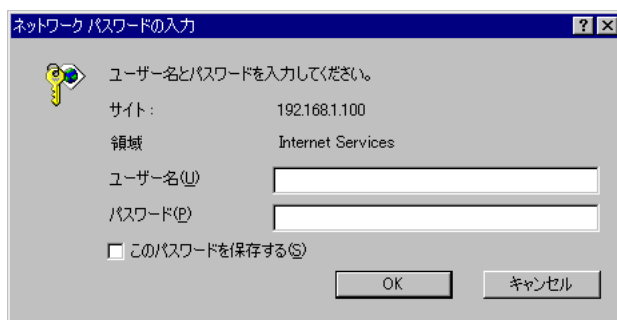 ネットワーク パスワードの入力
ユーザー名とパスワードを入力してください。
サイト： 192.168.1.100
領域 Internet Services
ユーザー名(U)
パスワード(P)
このパスワードを保存する(S)
OK キャンセル